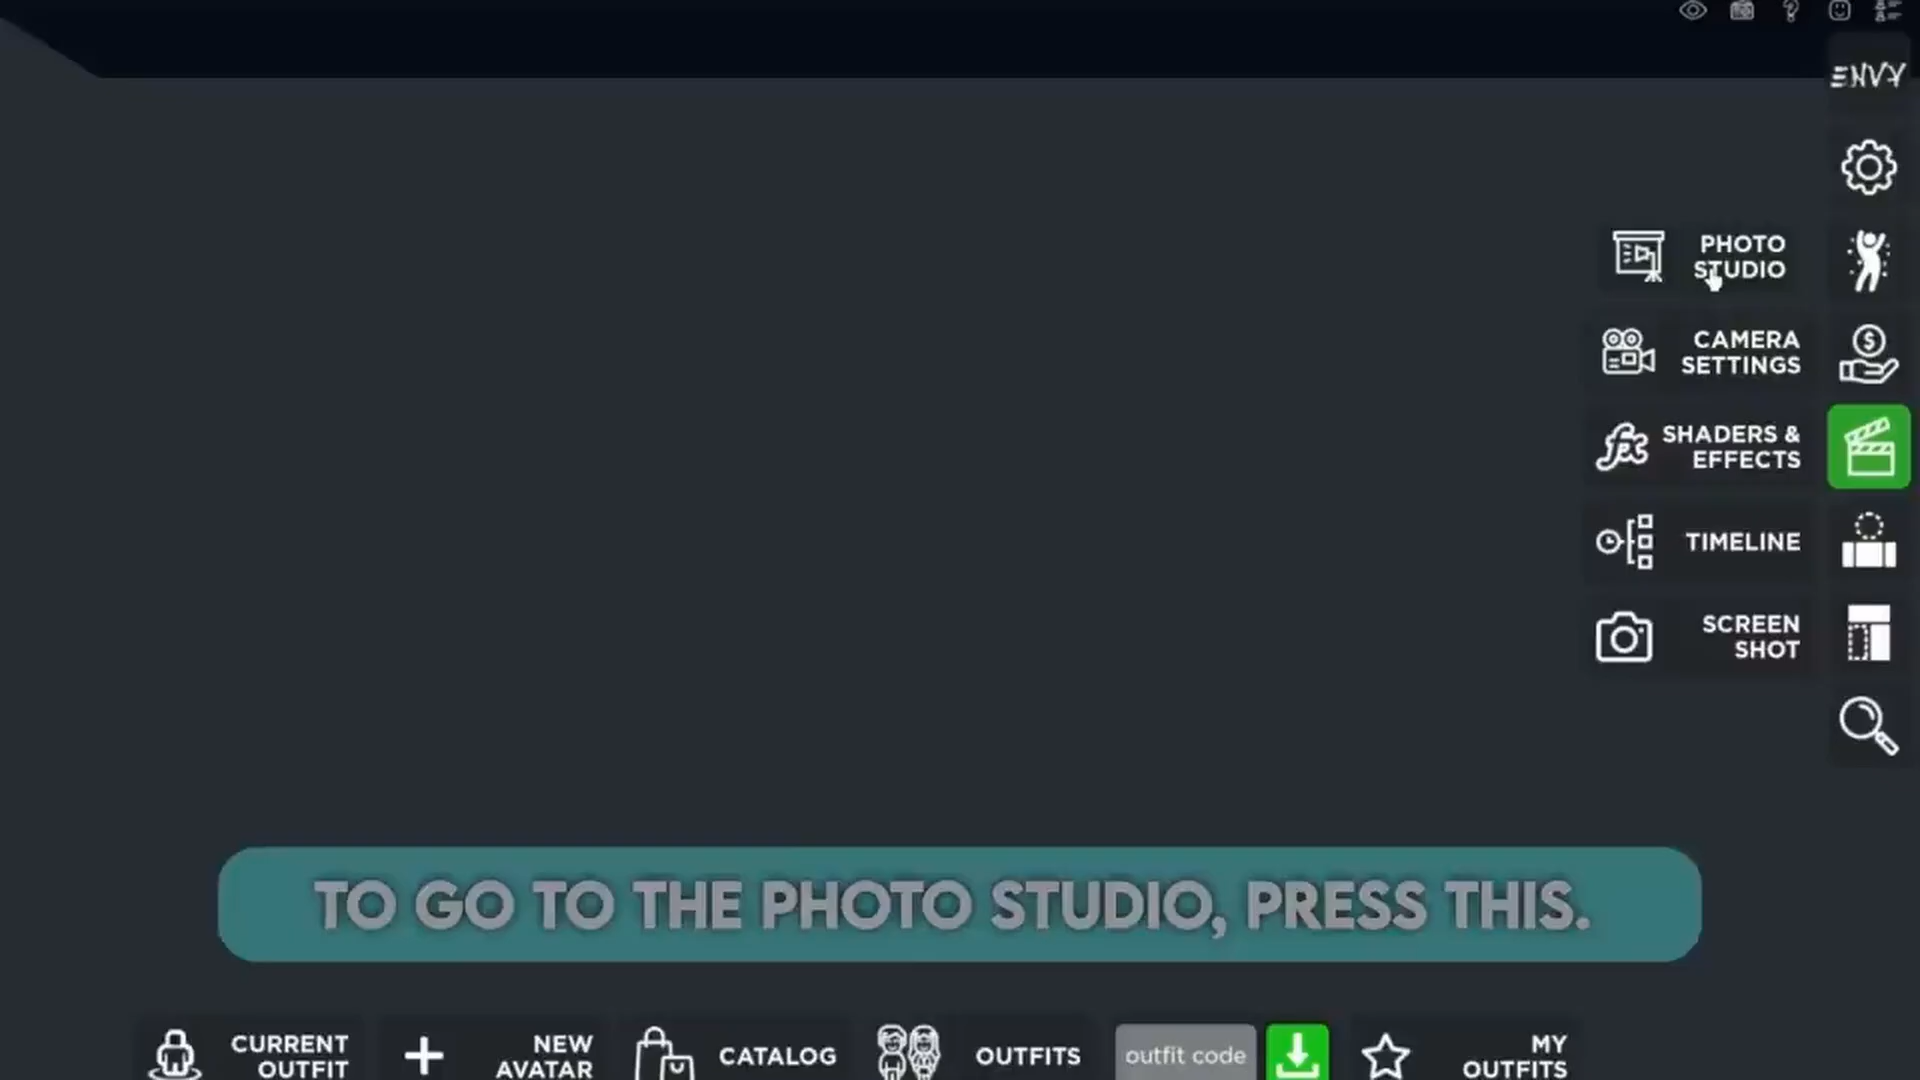 ENVY
PHOTO
STUDIO
CAMERA
SETTINGS
fx
SHADERS &
EFFECTS
TIMELINE
SCREEN
SHOT
TO GO TO THE PHOTO STUDIO, PRESS THIS.
CURRENT
OUTFIT
NEW
AVATAR
CATALOG
OUTFITS
outfit code
MY
OUTFITS